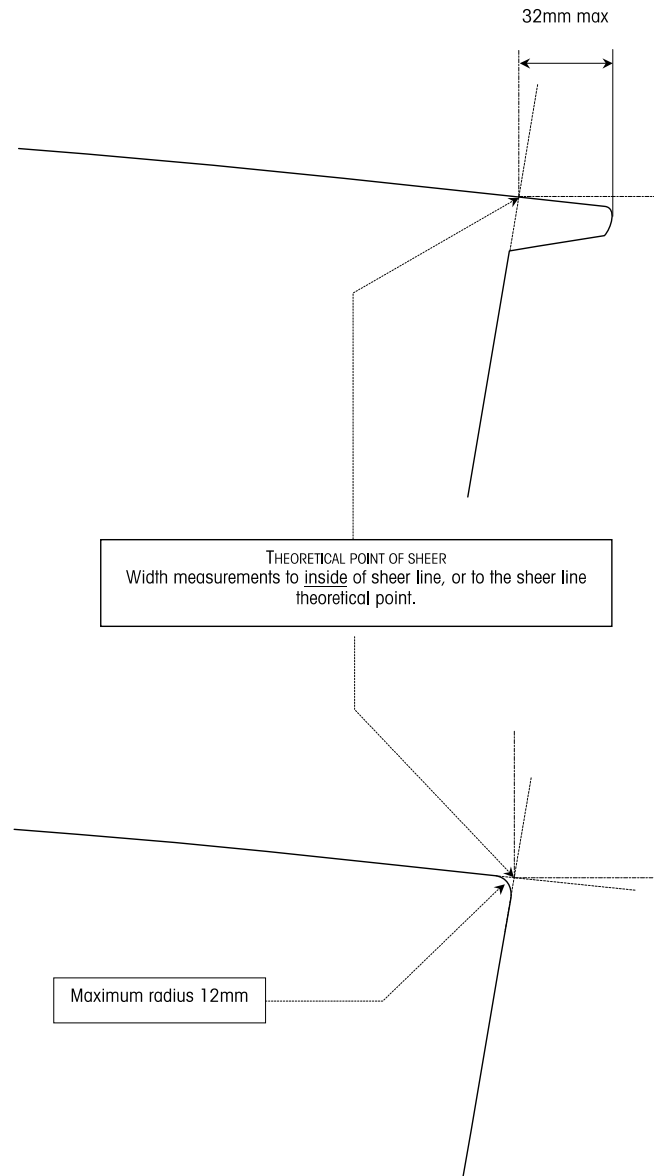 32mm max
THEORETICAL POINT OF SHEER
Width measurements to inside of sheer line, or to the sheer line
theoretical point.
Maximum radius 12mm